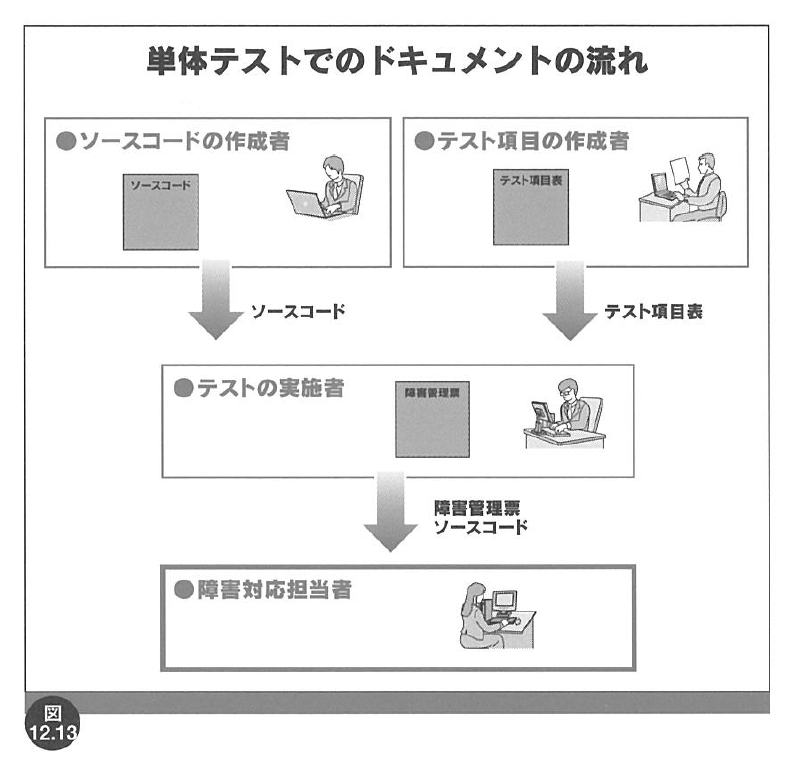 単体テストでのドキュメントの流れ
●ソースコードの作成者
ソースコード
●テスト項目の作成者
テスト項目表
ソースコード
テスト項目表
●テストの実施者
障害管理票
障害管理票
ソースコード
●障害対応担当者
図
12.13